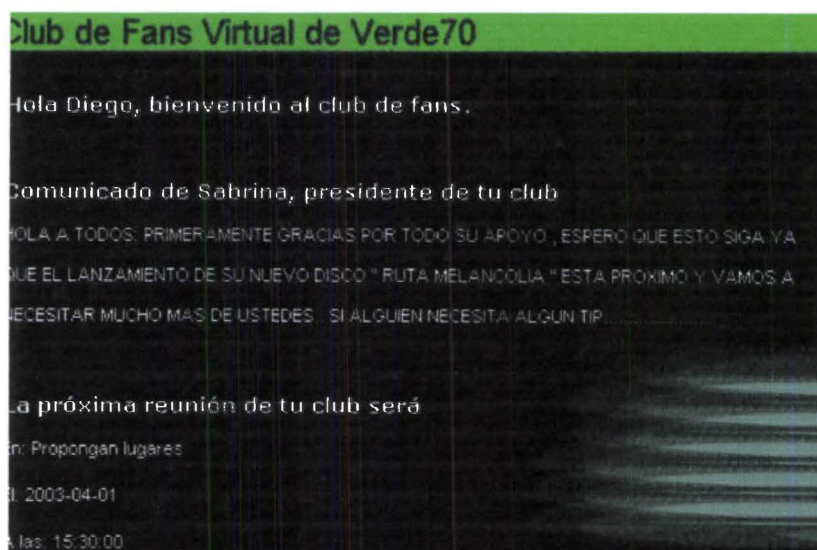 Club de Fans Virtual de Verde70
Hola Diego, bienvenido al club de fans.
Comunicado de Sabrina, presidente de tu club
HOLA A TODOS: PRIMERAMENTE GRACIAS POR TODO SU APOYO , ESPERO QUE ESTO SIGA YA
QUE EL LANZAMIENTO DE SU NUEVO DISCO " RUTA MELANCOLIA " ESTA PROXIMO Y VAMOS A
NECESITAR MUCHO MAS DE USTEDES . SI ALGUIEN NECESITA ALGUN TIP....................
La próxima reunión de tu club será
En: Propongan lugares
El: 2003-04-01
A las: 15:30:00